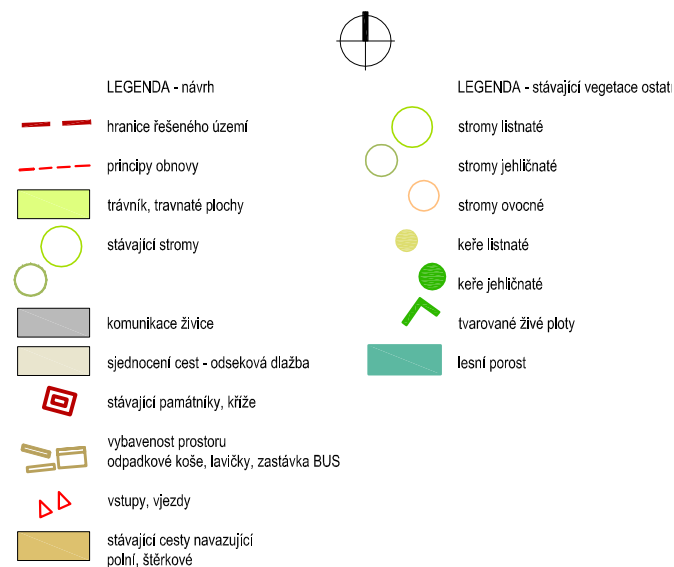 LEGENDA - návrh
hranice řešeného území
principy obnovy
trávník, travnaté plochy
stávající stromy
komunikace živice
sjednocení cest - odseková dlažba
stávající památníky, kříže
vybavenost prostoru
odpadkové koše, lavičky, zastávka BUS
vstupy, vjezdy
stávající cesty navazující
polní, štěrkové
LEGENDA - stávající vegetace ostat
stromy listnaté
stromy jehličnaté
stromy ovocné
keře listnaté
keře jehličnaté
tvarované živé ploty
lesní porost